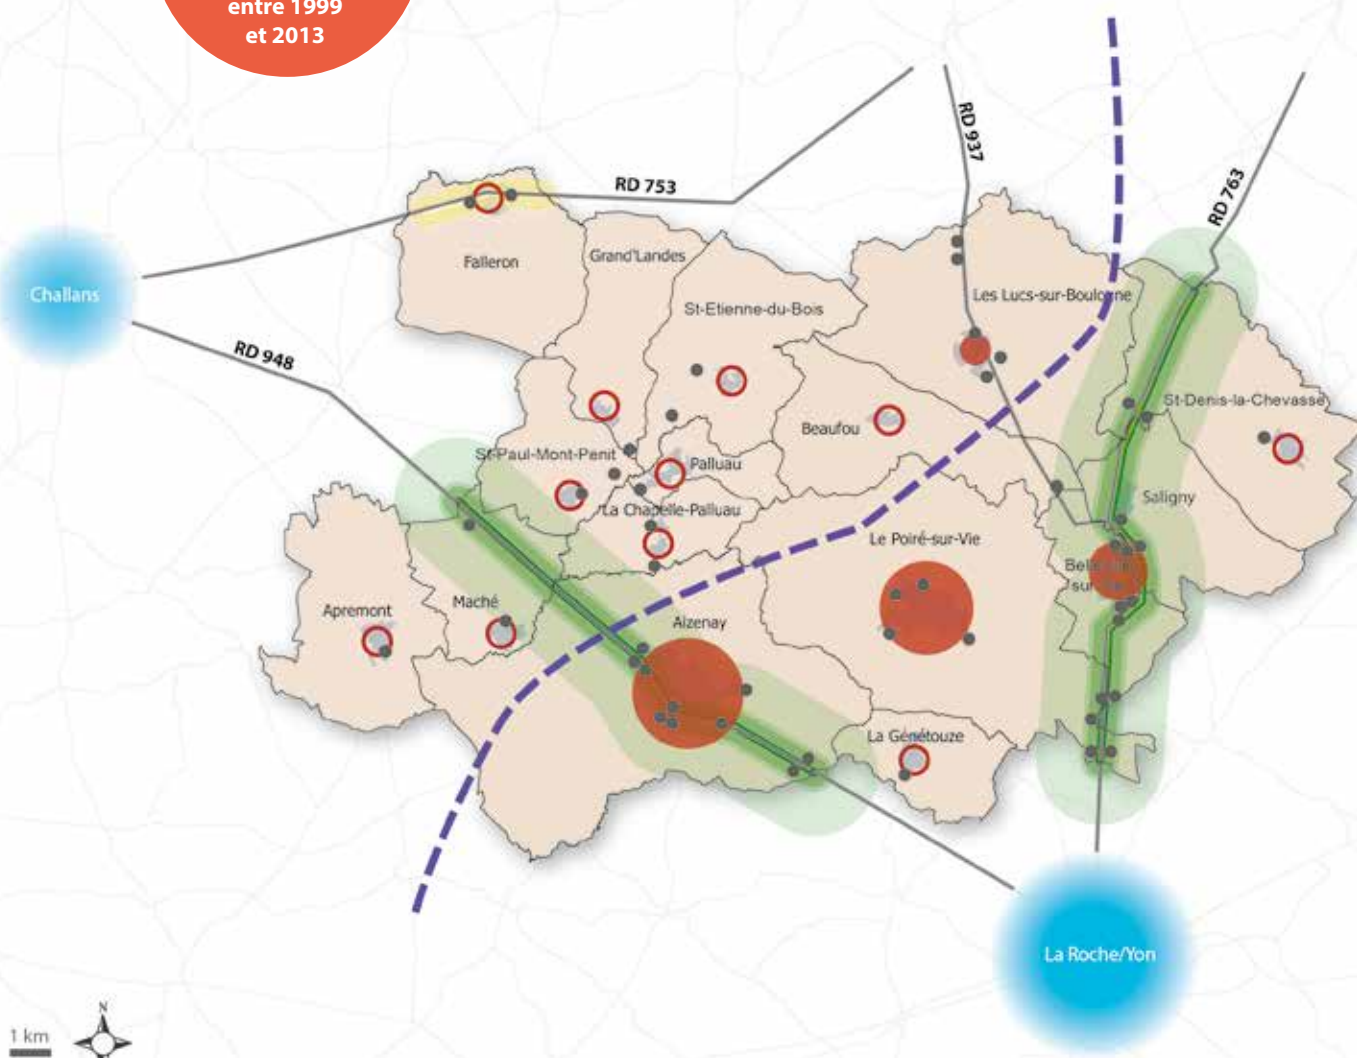 entre 1999
et 2013
RD 937
RD 763
RD 753
Falleron
Grand'Landes
Challans
Les Lucs-sur-Boulogne
St-Etienne-du-Bois
RD 948
St-Denis-la-Chevasse
Beaufou
St-Paul-Mont-Penit
Palluau
Saligny
La Chapelle-Palluau
Le Poiré-sur-Vie
Apremont
Maché
Aizenay
La Génétouze
La Roche/Yon
N
1 km